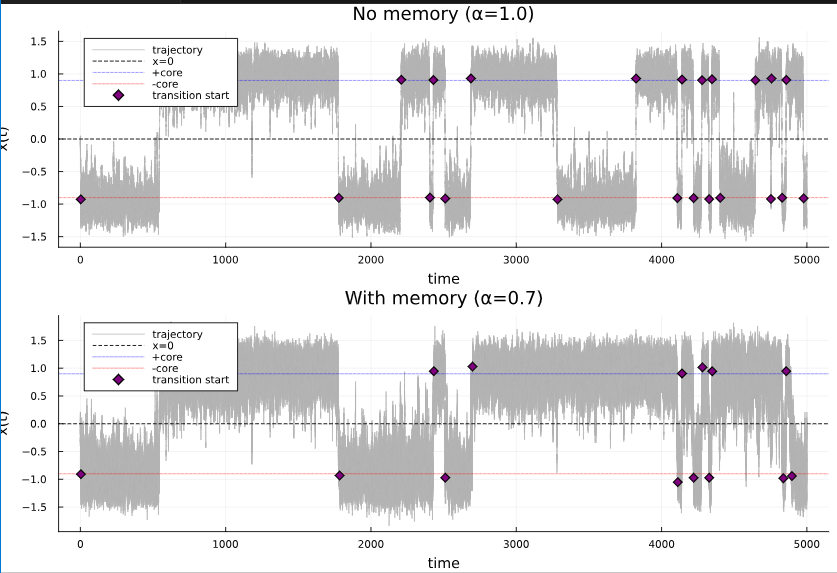 No memory (α=1.0)
1.5
1.0
0.5
0.0
−0.5
−1.0
−1.5
trajectory
x=0
+core
-core
transition start
0
1000
2000
3000
4000
5000
time
With memory (α=0.7)
1.5
1.0
0.5
0.0
−0.5
−1.0
−1.5
trajectory
x=0
+core
-core
transition start
0
1000
2000
3000
4000
5000
time